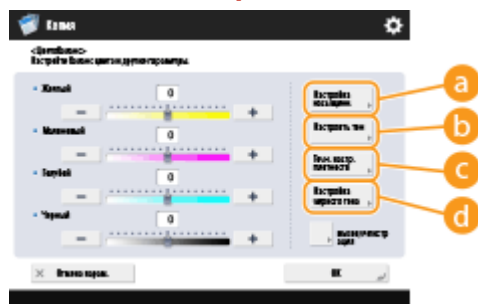 Копия
<Цветобаланс>
Настройте баланс цвета и другие параметры.
Желтый
0
Настройка насыщенн.
a
Малиновый
0
Настроить тон
b
Голубой
0
Точн. настр.
плотности
c
Черный
0
Настройка
черного тона
d
Отмена парам.
OK